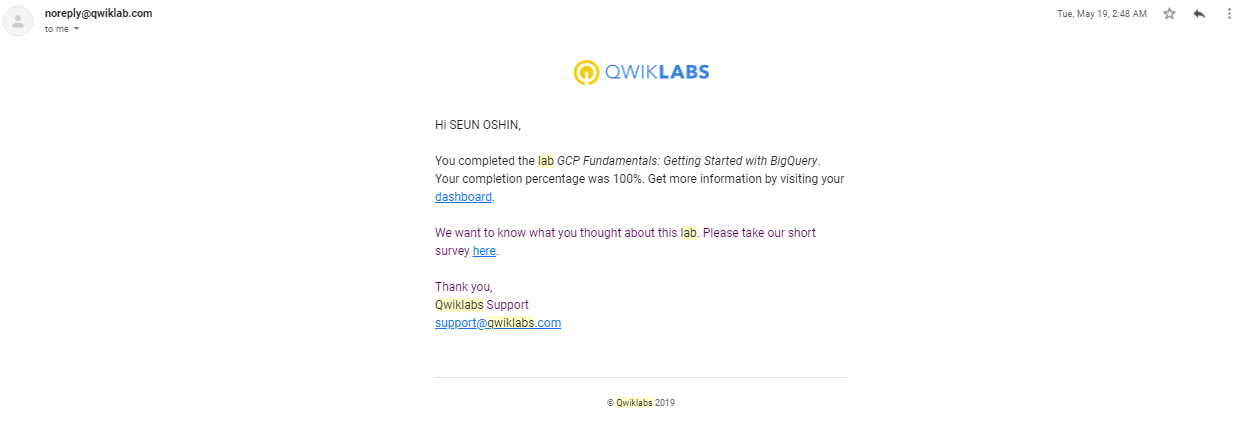 noreply@qwiklab.com
Tue, May 19, 2:48 AM
to me
QWIKLABS
Hi SEUN OSHIN,
You completed the lab GCP Fundamentals: Getting Started with BigQuery.
Your completion percentage was 100%. Get more information by visiting your
dashboard.
We want to know what you thought about this lab. Please take our short
survey here.
Thank you,
Qwiklabs Support
support@qwiklabs.com
© Qwiklabs 2019